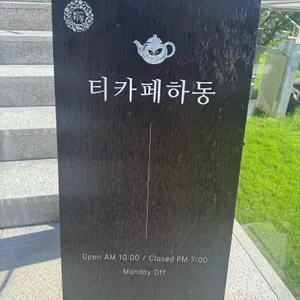 티카페하동
Open AM 10:00 / Closed PM 7:00
Monday Off